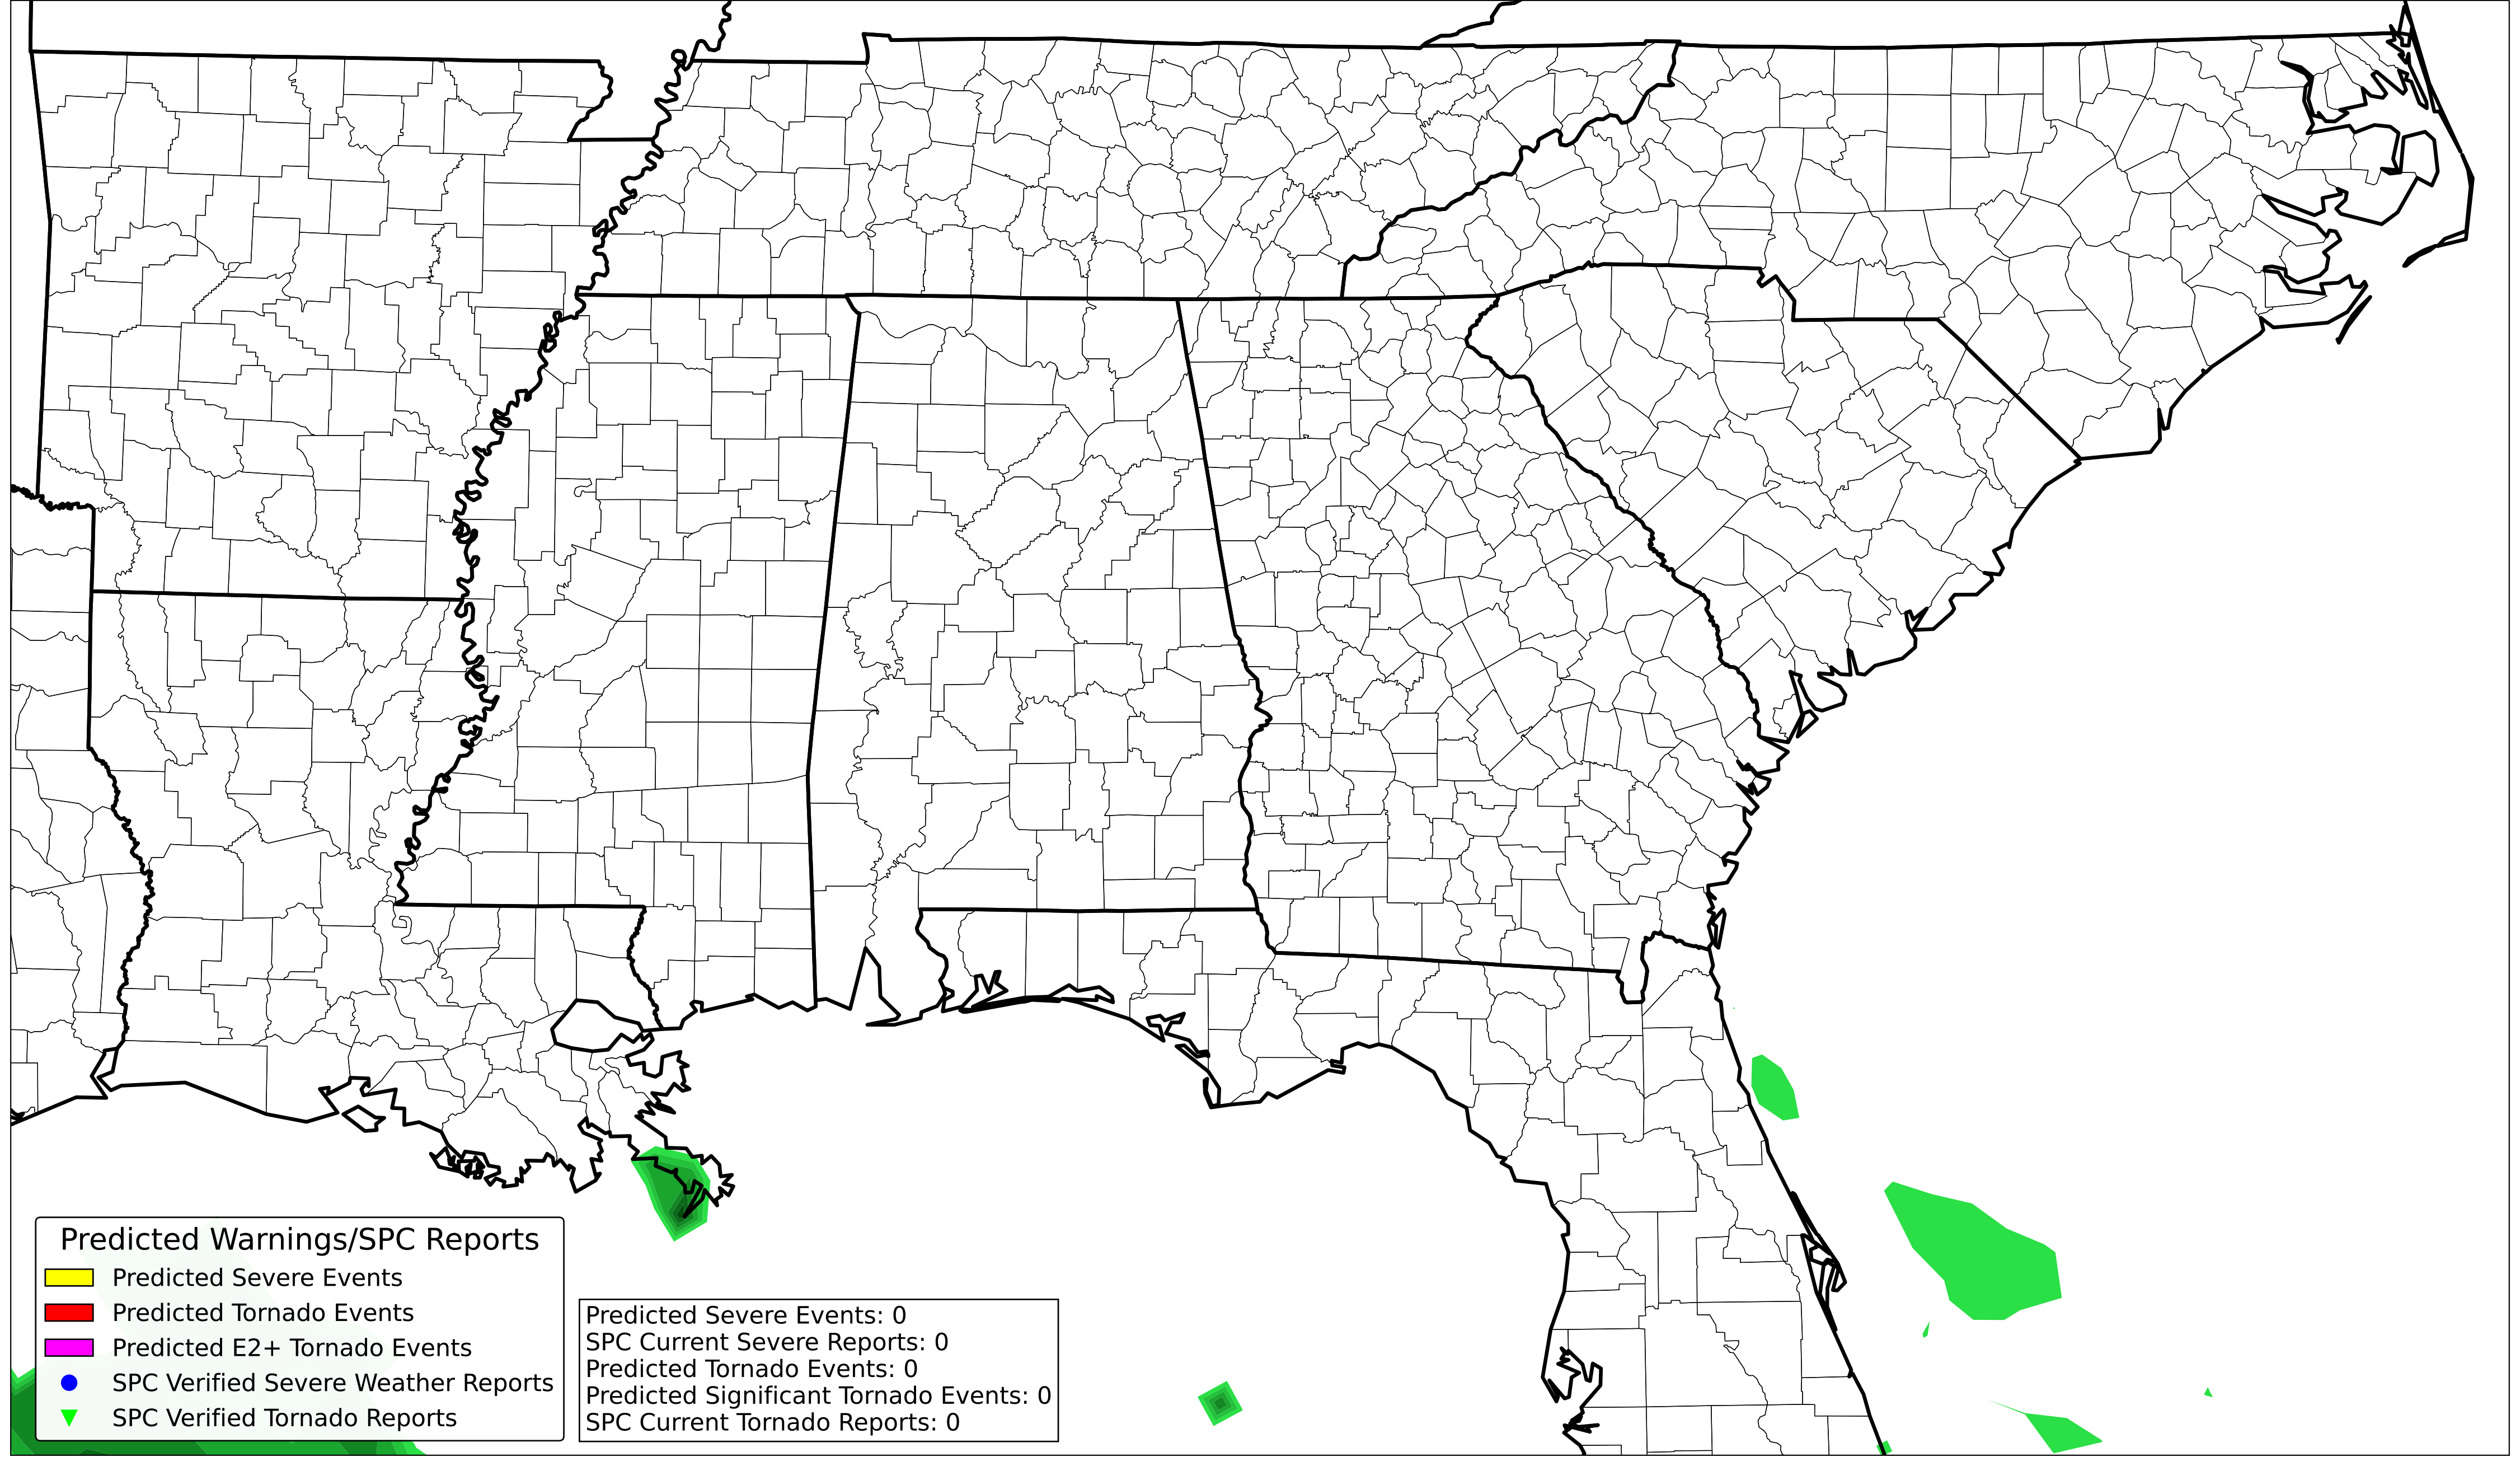 Predicted Warnings/SPC Reports
Predicted Severe Events
Predicted Tornado Events
Predicted E2+ Tornado Events
SPC Verified Severe Weather Reports
SPC Verified Tornado Reports
Predicted Severe Events: 0
SPC Current Severe Reports: 0
Predicted Tornado Events: 0
Predicted Significant Tornado Events: 0
SPC Current Tornado Reports: 0